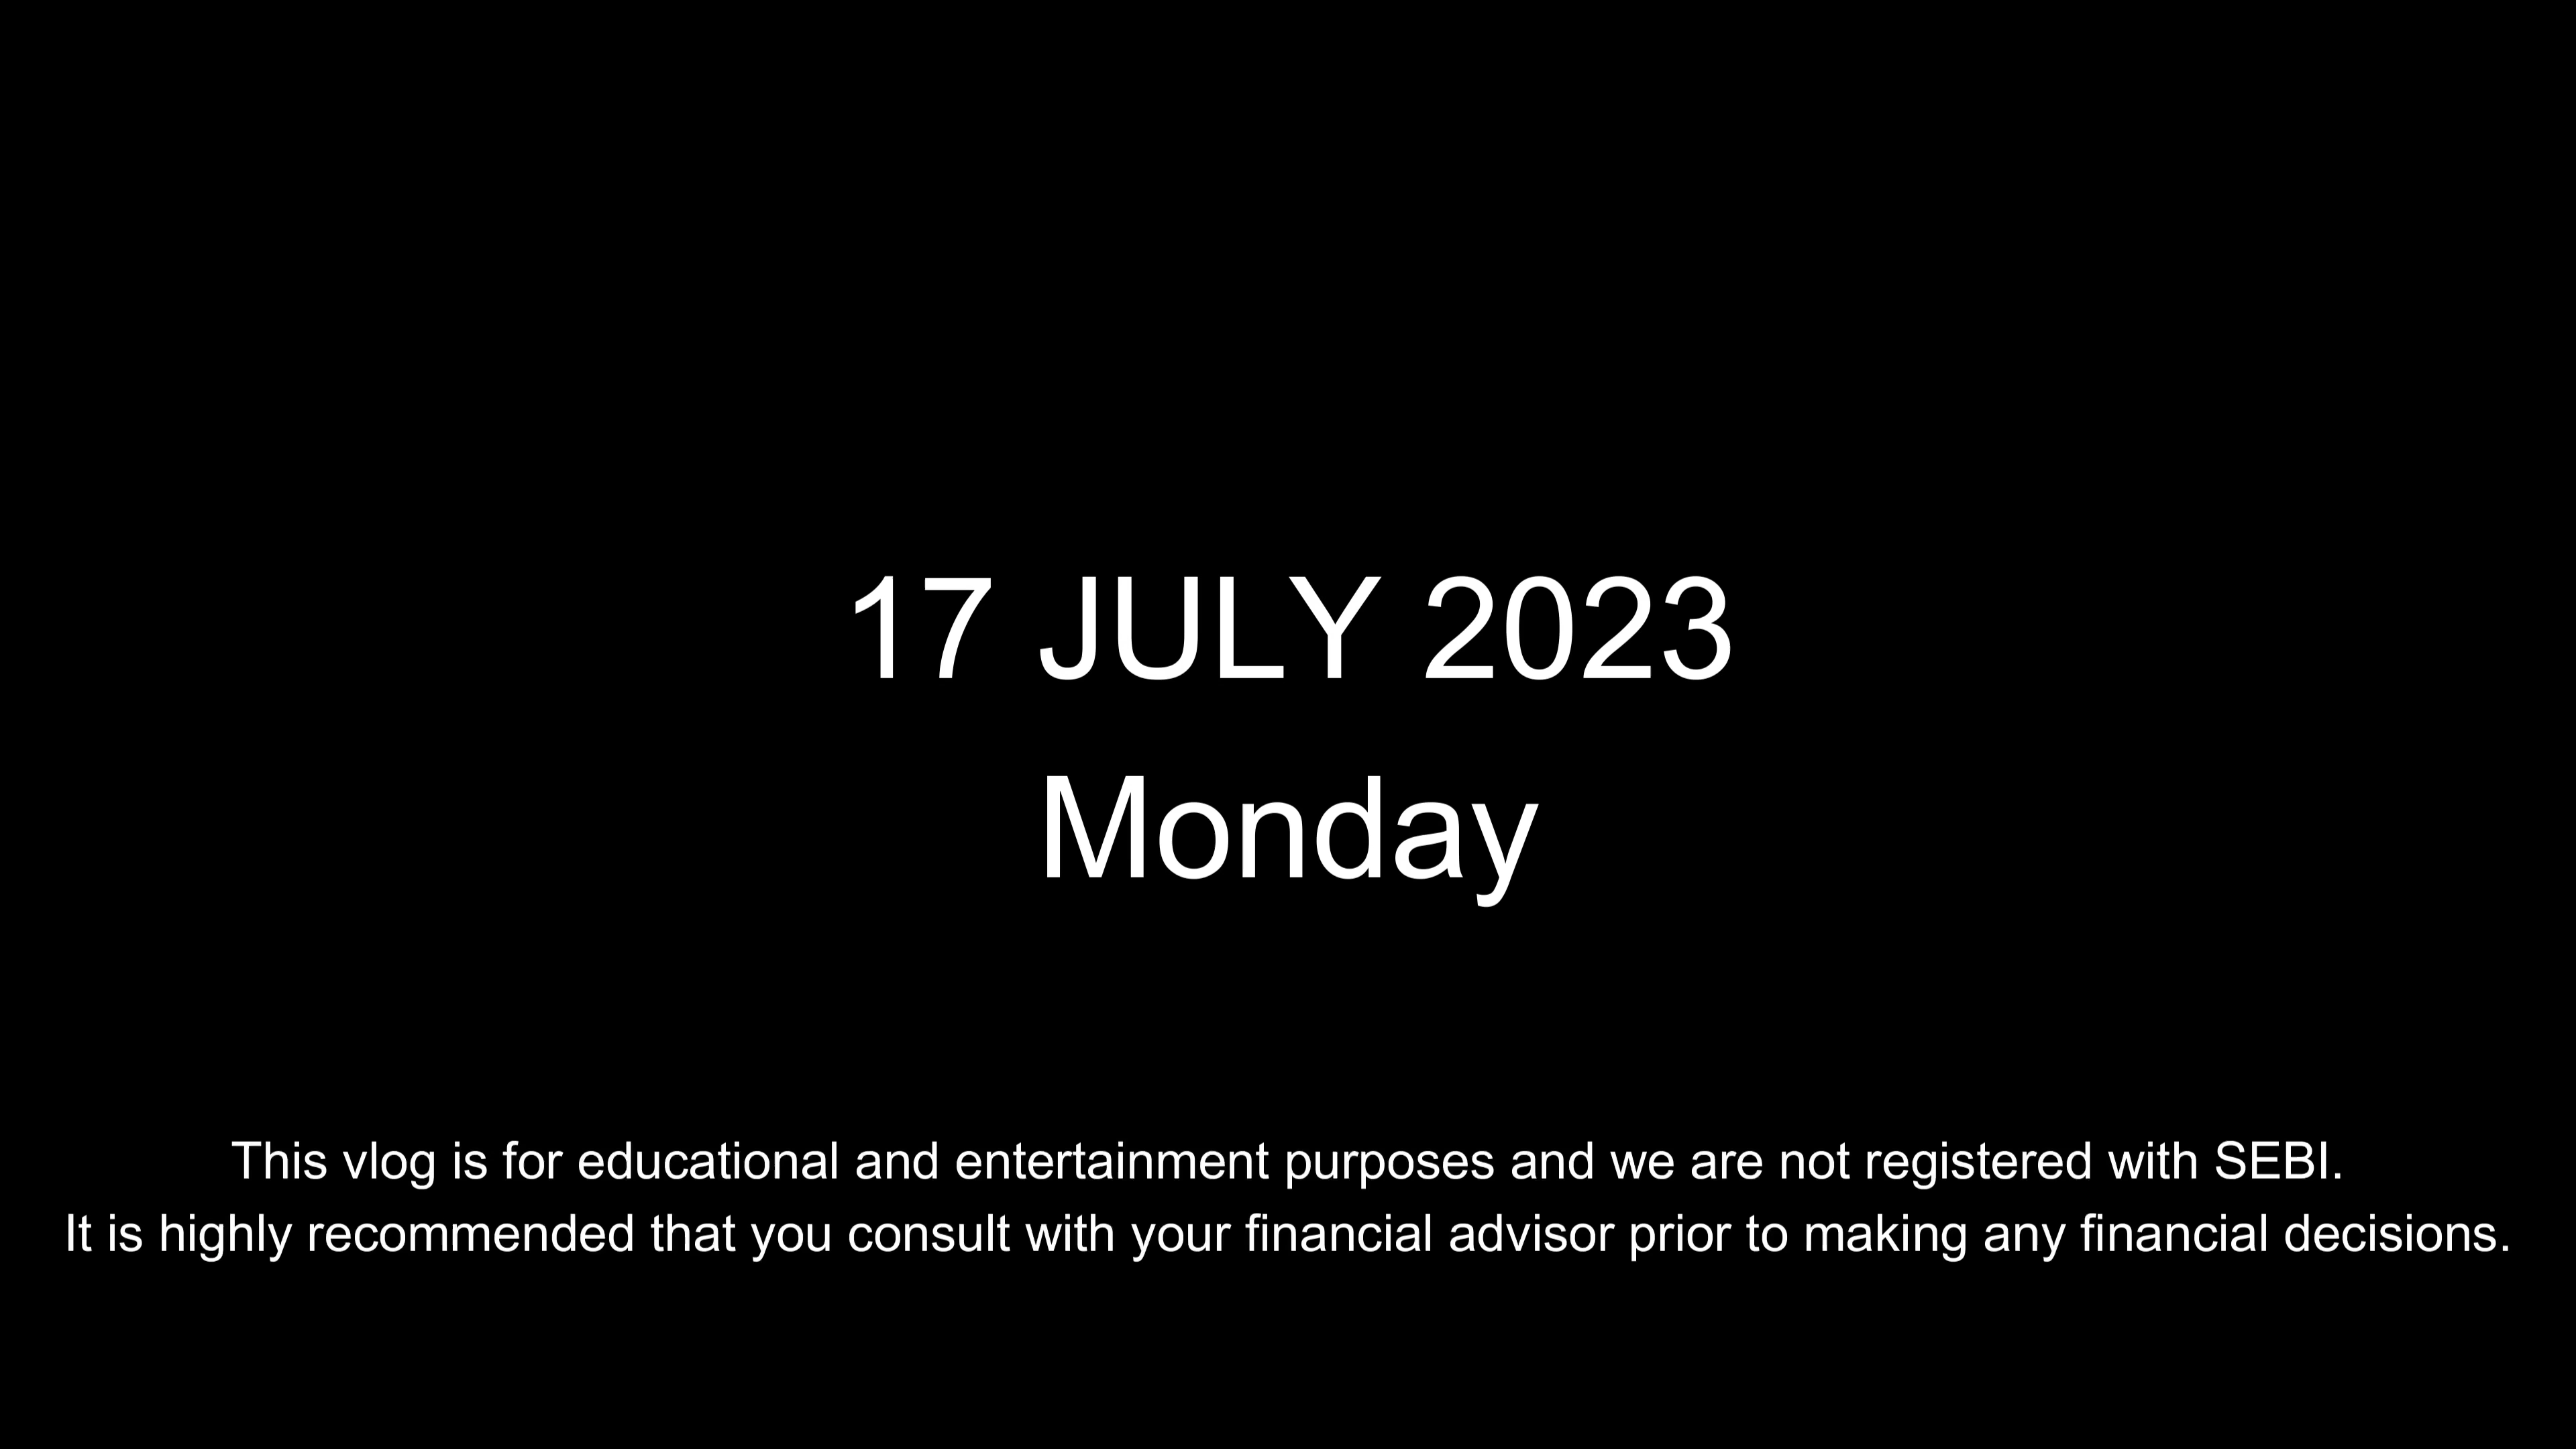 17 JULY 2023
Monday
This vlog is for educational and entertainment purposes and we are not registered with SEBI.
It is highly recommended that you consult with your financial advisor prior to making any financial decisions.